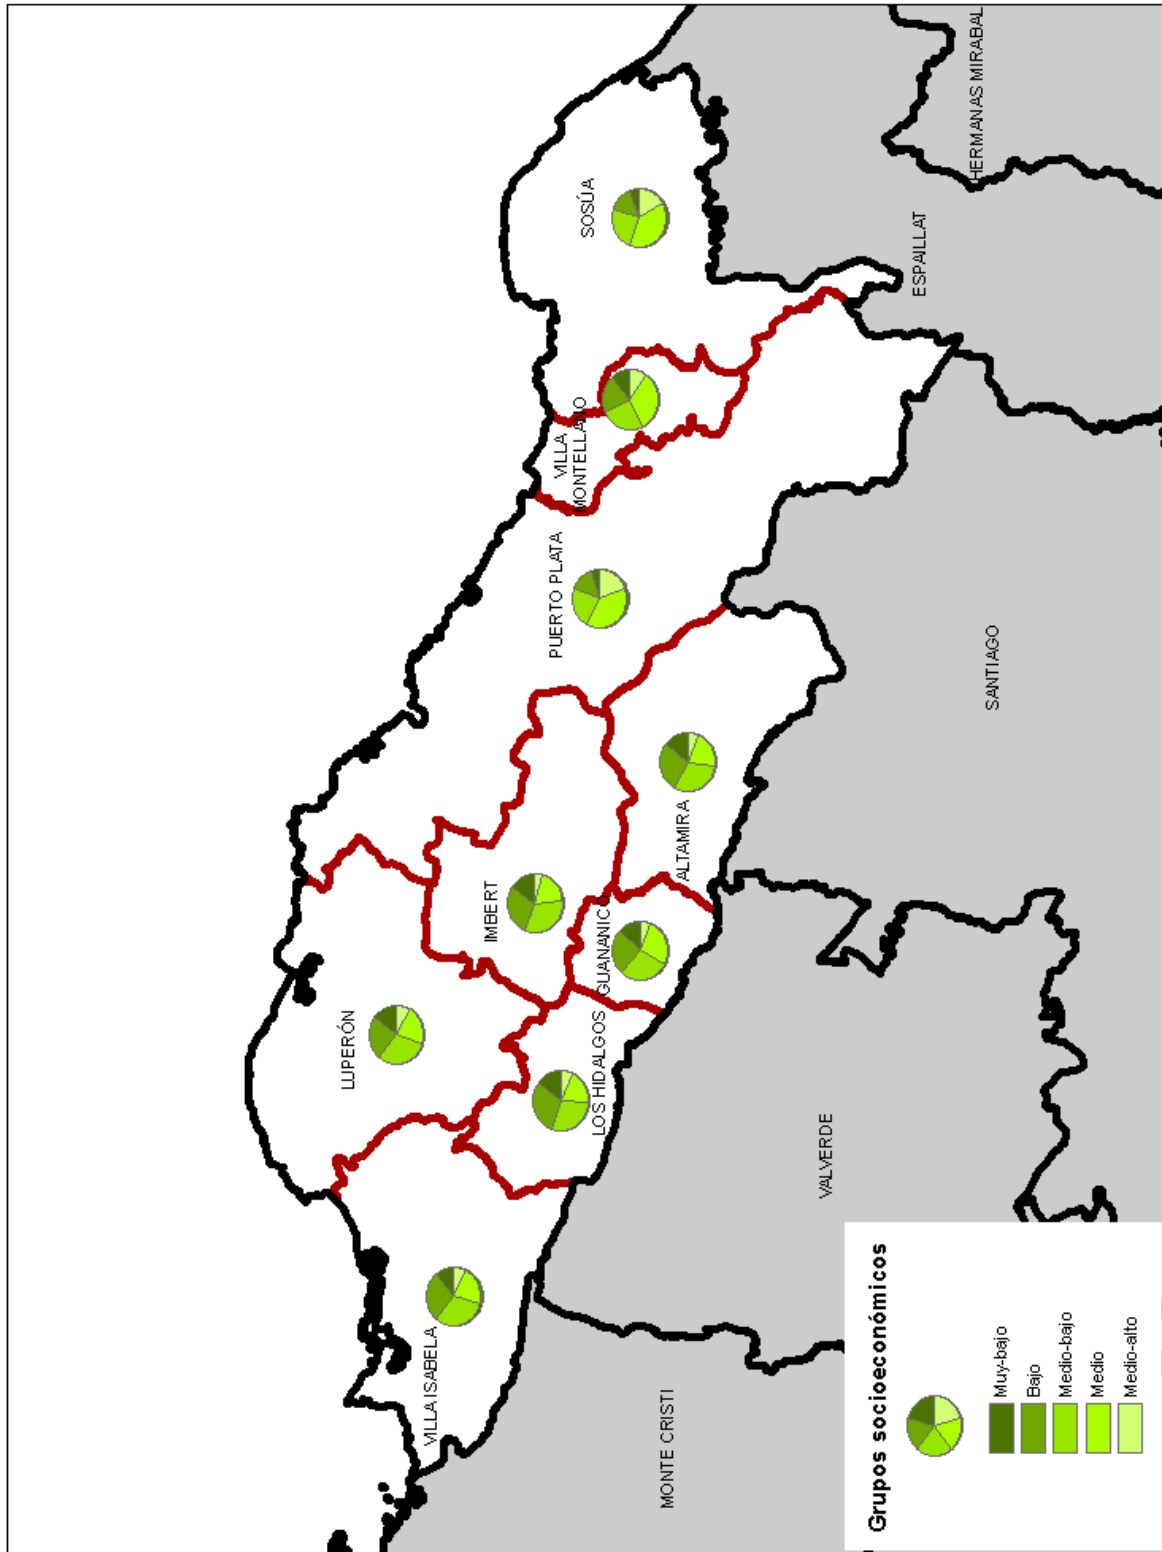 LUPERÓN
VILLA ISABELA
IMBERT
LOS HIDALGOS
GUANANICO
ALTAMIRA
PUERTO PLATA
VILLA
MONTELLANO
SOSÚA
MONTE CRISTI
VALVERDE
SANTIAGO
ESPAILLAT
HERMANAS MIRABAL
Grupos socioeconómicos
Muy-bajo
Bajo
Medio-bajo
Medio
Medio-alto